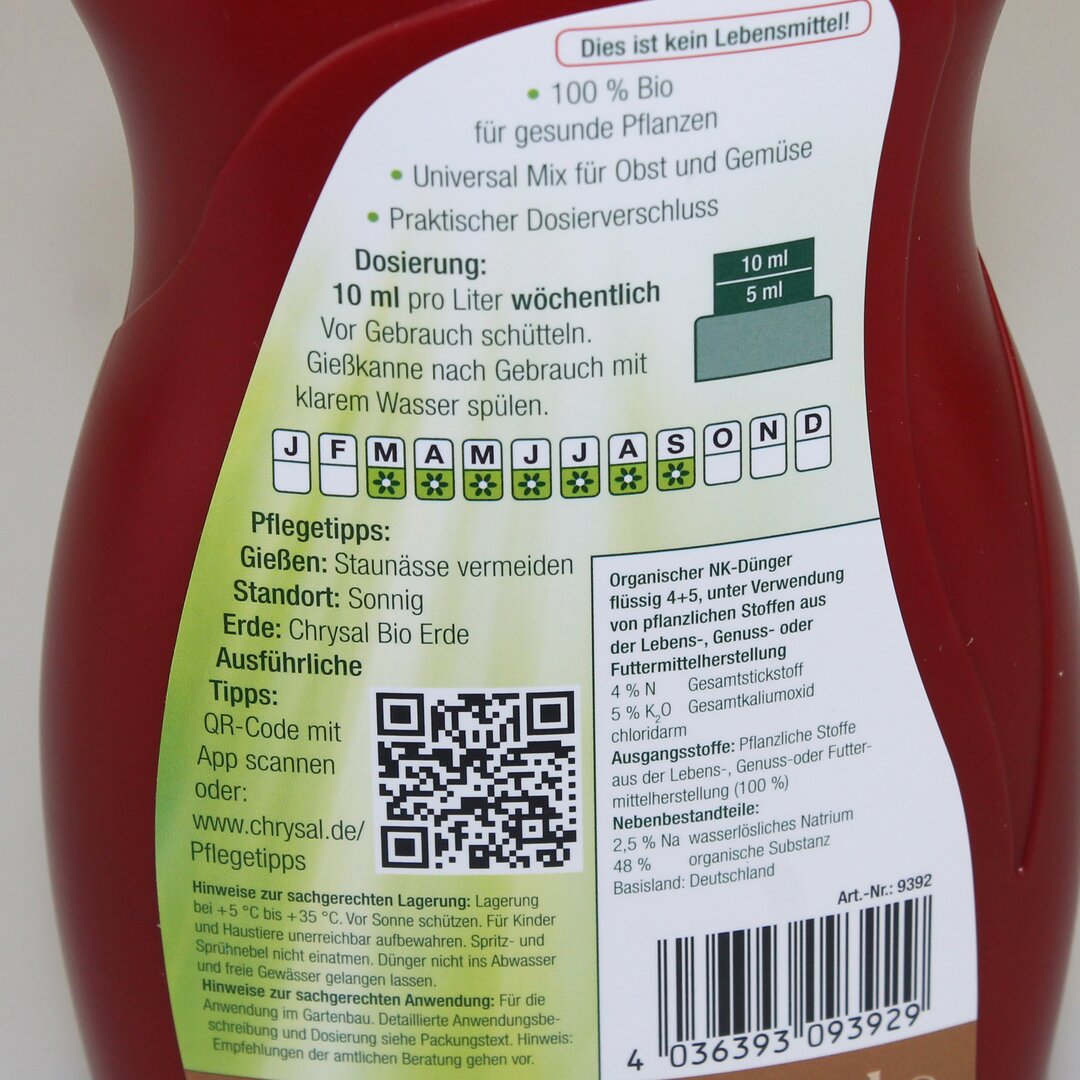 Dies ist kein Lebensmittel!
• 100 % Bio
für gesunde Pflanzen
• Universal Mix für Obst und Gemüse
• Praktischer Dosierverschluss
Dosierung:
10 ml pro Liter wöchentlich
Vor Gebrauch schütteln.
Gießkanne nach Gebrauch mit
klarem Wasser spülen.
10 ml
5 ml
J F M A M J J A S O N D
Pflegetipps:
Gießen: Staunässe vermeiden
Standort: Sonnig
Erde: Chrysal Bio Erde
Ausführliche
Tipps:
QR-Code mit
App scannen
oder:
www.chrysal.de/
Pflegetipps
Organischer NK-Dünger
flüssig 4+5, unter Verwendung
von pflanzlichen Stoffen aus
der Lebens-, Genuss- oder
Futtermittelherstellung
4 % N Gesamtstickstoff
5 % K2O Gesamtkaliumoxid
chloridarm
Ausgangsstoffe: Pflanzliche Stoffe
aus der Lebens-, Genuss-oder Futter-
mittelherstellung (100 %)
Nebenbestandteile:
2,5 % Na wasserlösliches Natrium
48 % organische Substanz
Basisland: Deutschland
Hinweise zur sachgerechten Lagerung: Lagerung
bei +5 °C bis +35 °C. Vor Sonne schützen. Für Kinder
und Haustiere unerreichbar aufbewahren. Spritz- und
Sprühnebel nicht einatmen. Dünger nicht ins Abwasser
und freie Gewässer gelangen lassen.
Hinweise zur sachgerechten Anwendung: Für die
Anwendung im Gartenbau. Detaillierte Anwendungsbe-
schreibung und Dosierung siehe Packungstext. Hinweis:
Empfehlungen der amtlichen Beratung gehen vor.
Art.-Nr.: 9392
4 036393 093929